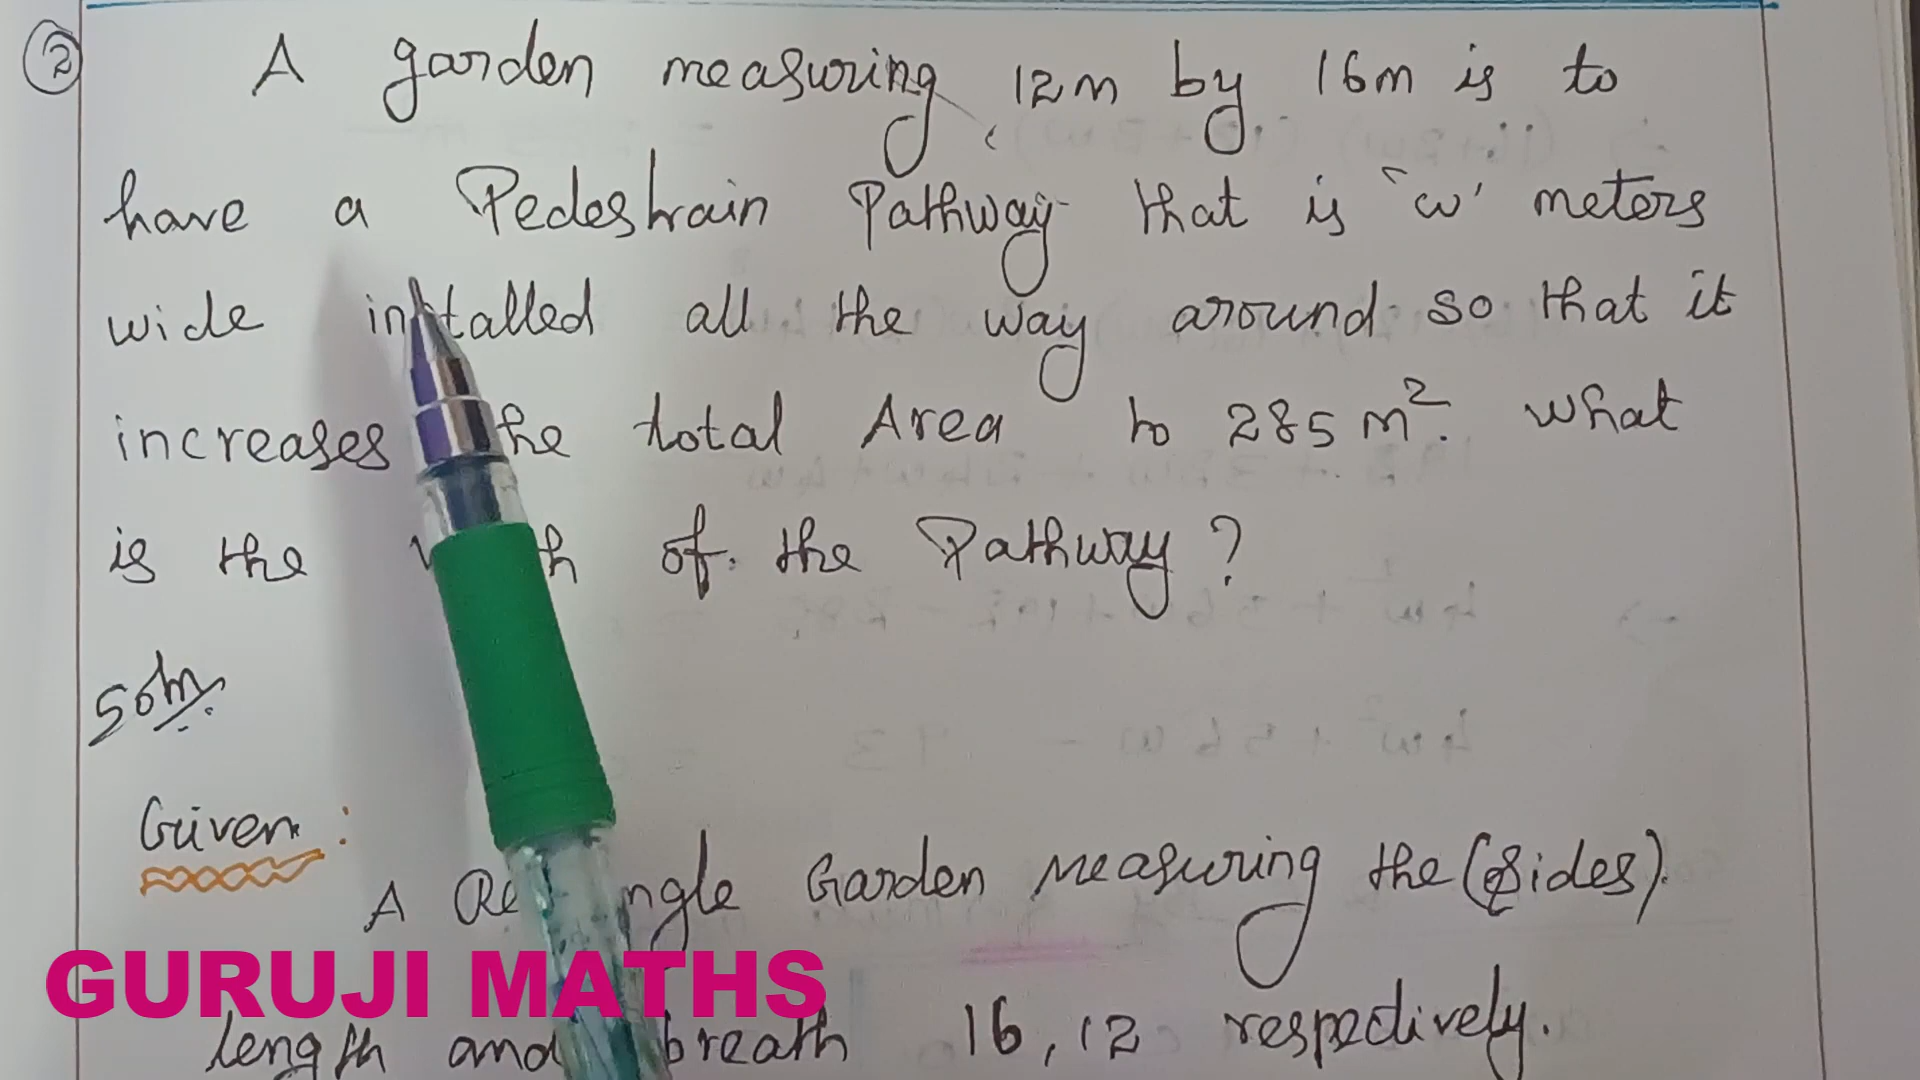 2 A garden measuring 12m by 16m is to
have a Pedestrain Pathway that is 'w' meters
wide installed all the way around so that it
increases the total Area to 285 m². What
is the of the Pathway?
Soln
Given:
A Rectangle Garden measuring the (Sides)
GURUJI MATHS
length and breath 16, 12 respectively.